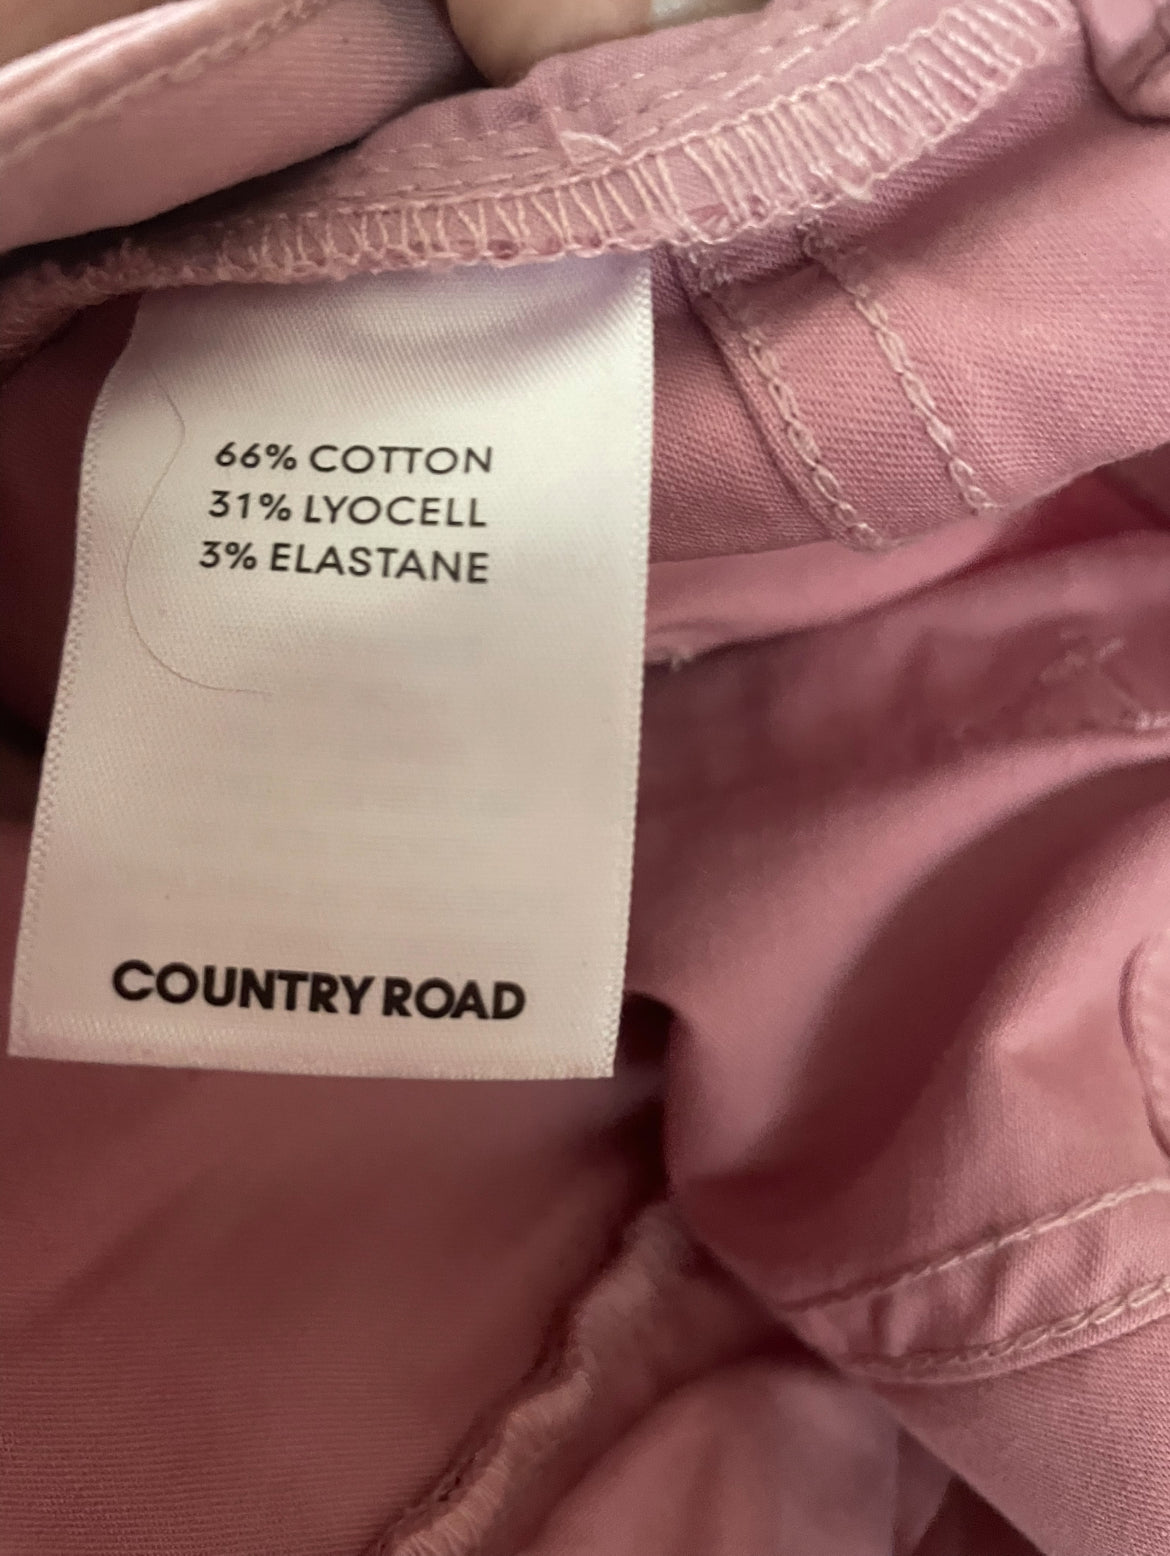 66% COTTON
31% LYOCELL
3% ELASTANE
COUNTRY ROAD